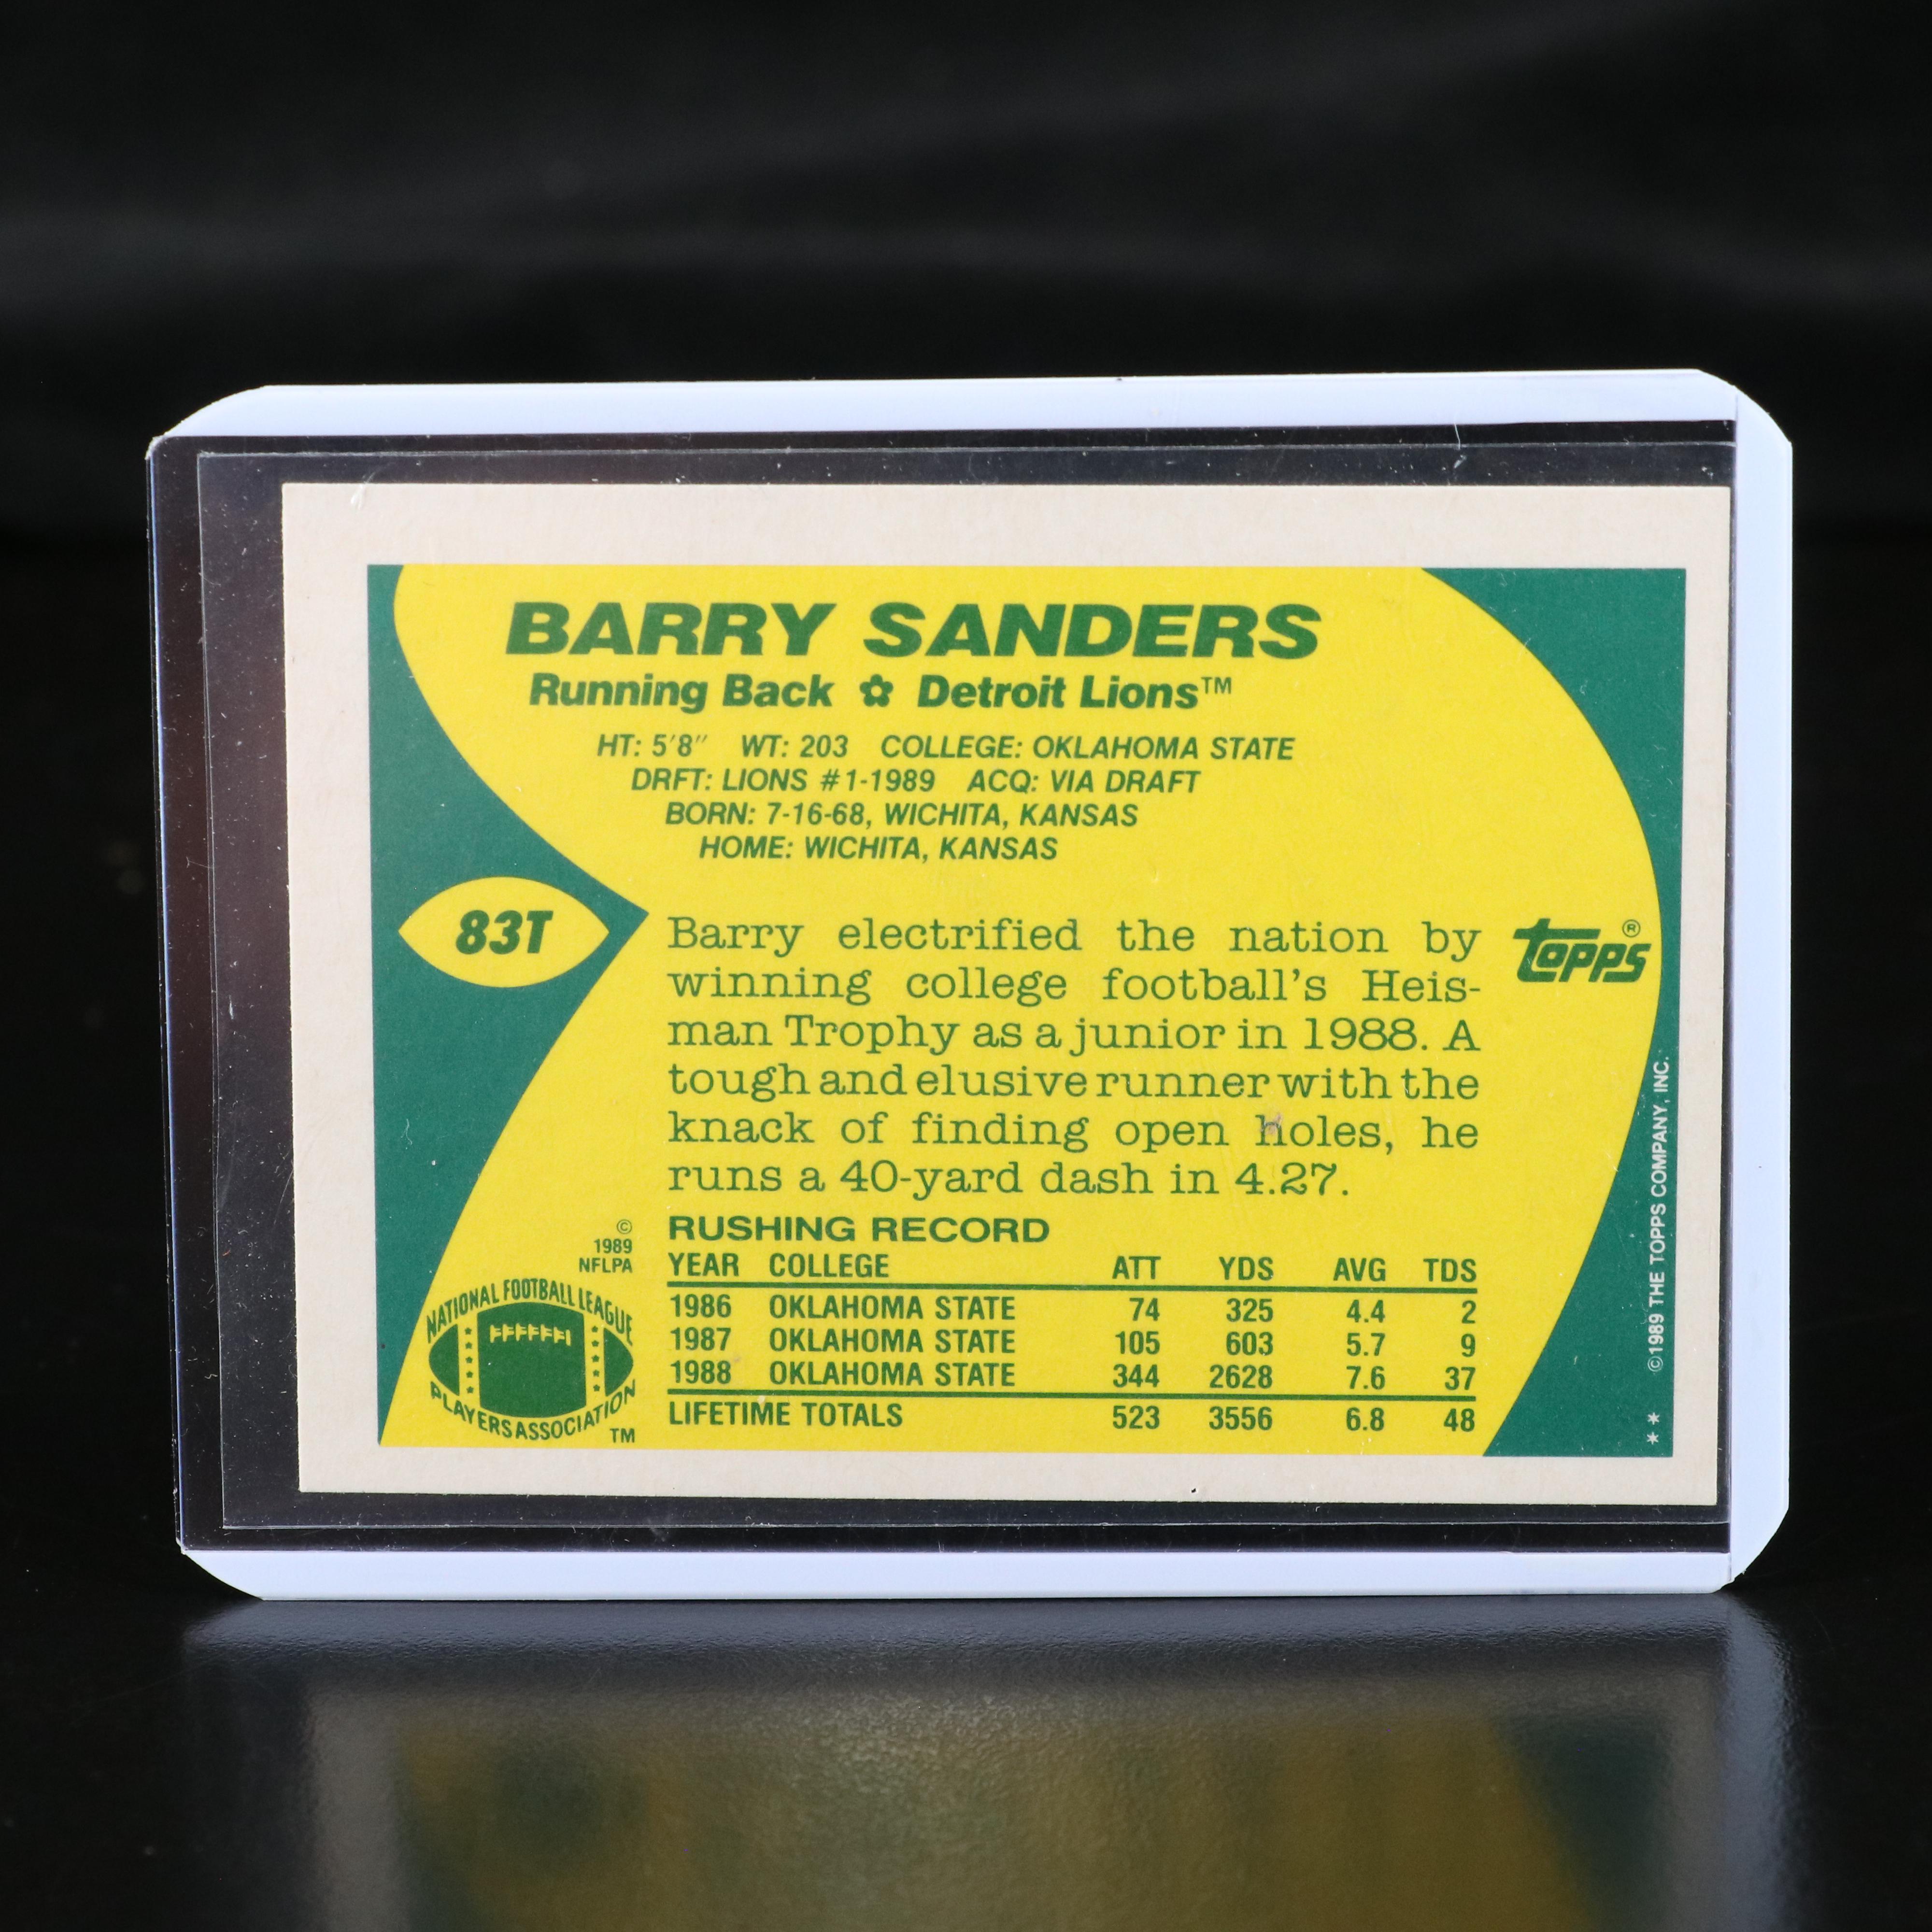 BARRY SANDERS
Running Back ✿ Detroit Lions™
HT: 5'8" WT: 203 COLLEGE: OKLAHOMA STATE
DRFT: LIONS #1-1989 ACQ: VIA DRAFT
BORN: 7-16-68, WICHITA, KANSAS
HOME: WICHITA, KANSAS
83T
Barry electrified the nation by
winning college football's Heis-
man Trophy as a junior in 1988. A
tough and elusive runner with the
knack of finding open holes, he
runs a 40-yard dash in 4.27.
TOPPS®
©1989 THE TOPPS COMPANY, INC.
**
RUSHING RECORD
YEAR COLLEGE ATT YDS AVG TDS
1986 OKLAHOMA STATE 74 325 4.4 2
1987 OKLAHOMA STATE 105 603 5.7 9
1988 OKLAHOMA STATE 344 2628 7.6 37
LIFETIME TOTALS 523 3556 6.8 48
©
1989
NFLPA
NATIONAL FOOTBALL LEAGUE
PLAYERS ASSOCIATION
TM